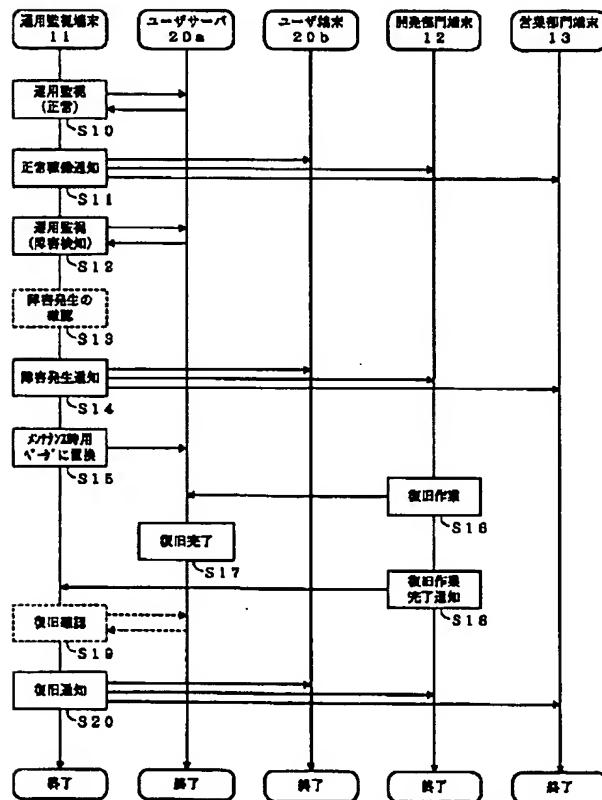 運用監視端末
11
ユーザサーバ
20a
ユーザ端末
20b
開発部門端末
12
営業部門端末
13
運用監視
(正常)
S10
正常稼働通知
S11
運用監視
(障害検知)
S12
障害発生の
確認
S13
障害発生通知
S14
メンテナンス時用
ページに置換
S15
復旧作業
S16
復旧完了
S17
復旧作業
完了通知
S18
復旧確認
S19
復旧通知
S20
終了
終了
終了
終了
終了